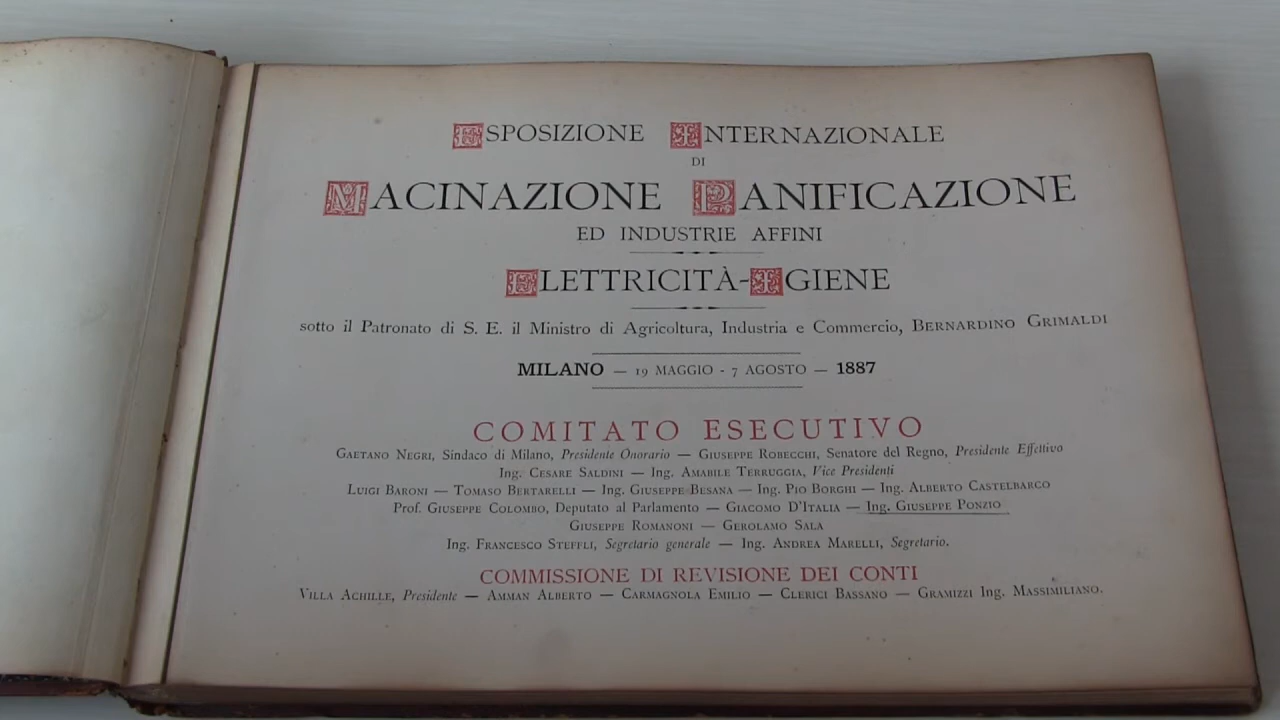 ESPOSIZIONE INTERNAZIONALE
DI
MACINAZIONE PANIFICAZIONE
ED INDUSTRIE AFFINI
ELETTRICITÀ-IGIENE
sotto il Patronato di S. E. il Ministro di Agricoltura, Industria e Commercio, BERNARDINO GRIMALDI
MILANO — 19 MAGGIO - 7 AGOSTO — 1887
COMITATO ESECUTIVO
GAETANO NEGRI, Sindaco di Milano, Presidente Onorario — GIUSEPPE ROBECCHI, Senatore del Regno, Presidente Effettivo
Ing. CESARE SALDINI — Ing. AMABILE TERRUGGIA, Vice Presidenti
LUIGI BARONI — TOMASO BERTARELLI — Ing. GIUSEPPE BESANA — Ing. PIO BORGHI — Ing. ALBERTO CASTELBARCO
Prof. GIUSEPPE COLOMBO, Deputato al Parlamento — GIACOMO D'ITALIA — Ing. GIUSEPPE PONZIO
GIUSEPPE ROMANONI — GEROLAMO SALA
Ing. FRANCESCO STEFFLI, Segretario generale — Ing. ANDREA MARELLI, Segretario.
COMMISSIONE DI REVISIONE DEI CONTI
VILLA ACHILLE, Presidente — AMMAN ALBERTO — CARMAGNOLA EMILIO — CLERICI BASSANO — GRAMIZZI Ing. MASSIMILIANO.